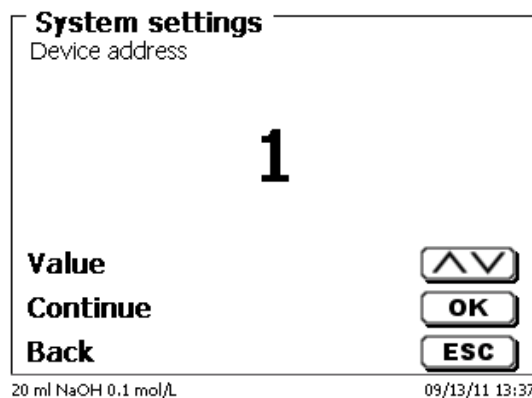 System settings
Device address
1
Value
Continue OK
Back ESC
20 ml NaOH 0.1 mol/L 09/13/11 13:37